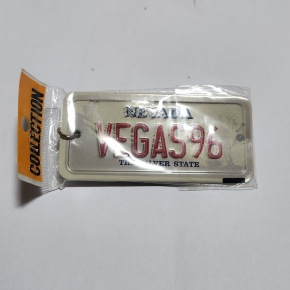 COLLECTION
NEVADA
VEGAS96
THE SILVER STATE